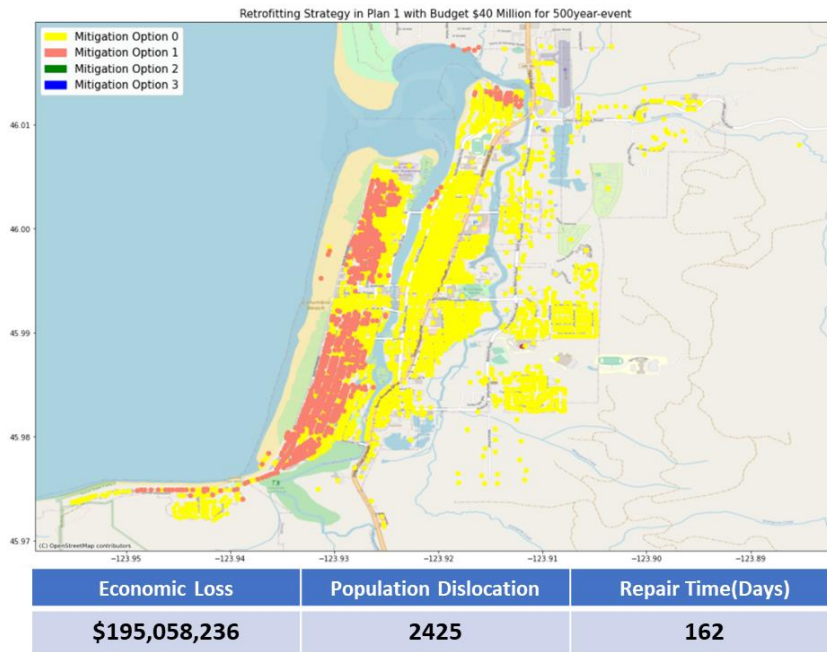 Retrofitting Strategy in Plan 1 with Budget $40 Million for 500year-event
Mitigation Option 0
Mitigation Option 1
Mitigation Option 2
Mitigation Option 3
46.01
46.00
45.99
45.98
45.97
(C) OpenStreetMap contributors
−123.95 −123.94 −123.93 −123.92 −123.91 −123.90 −123.89
Economic Loss Population Dislocation Repair Time(Days)
$195,058,236 2425 162